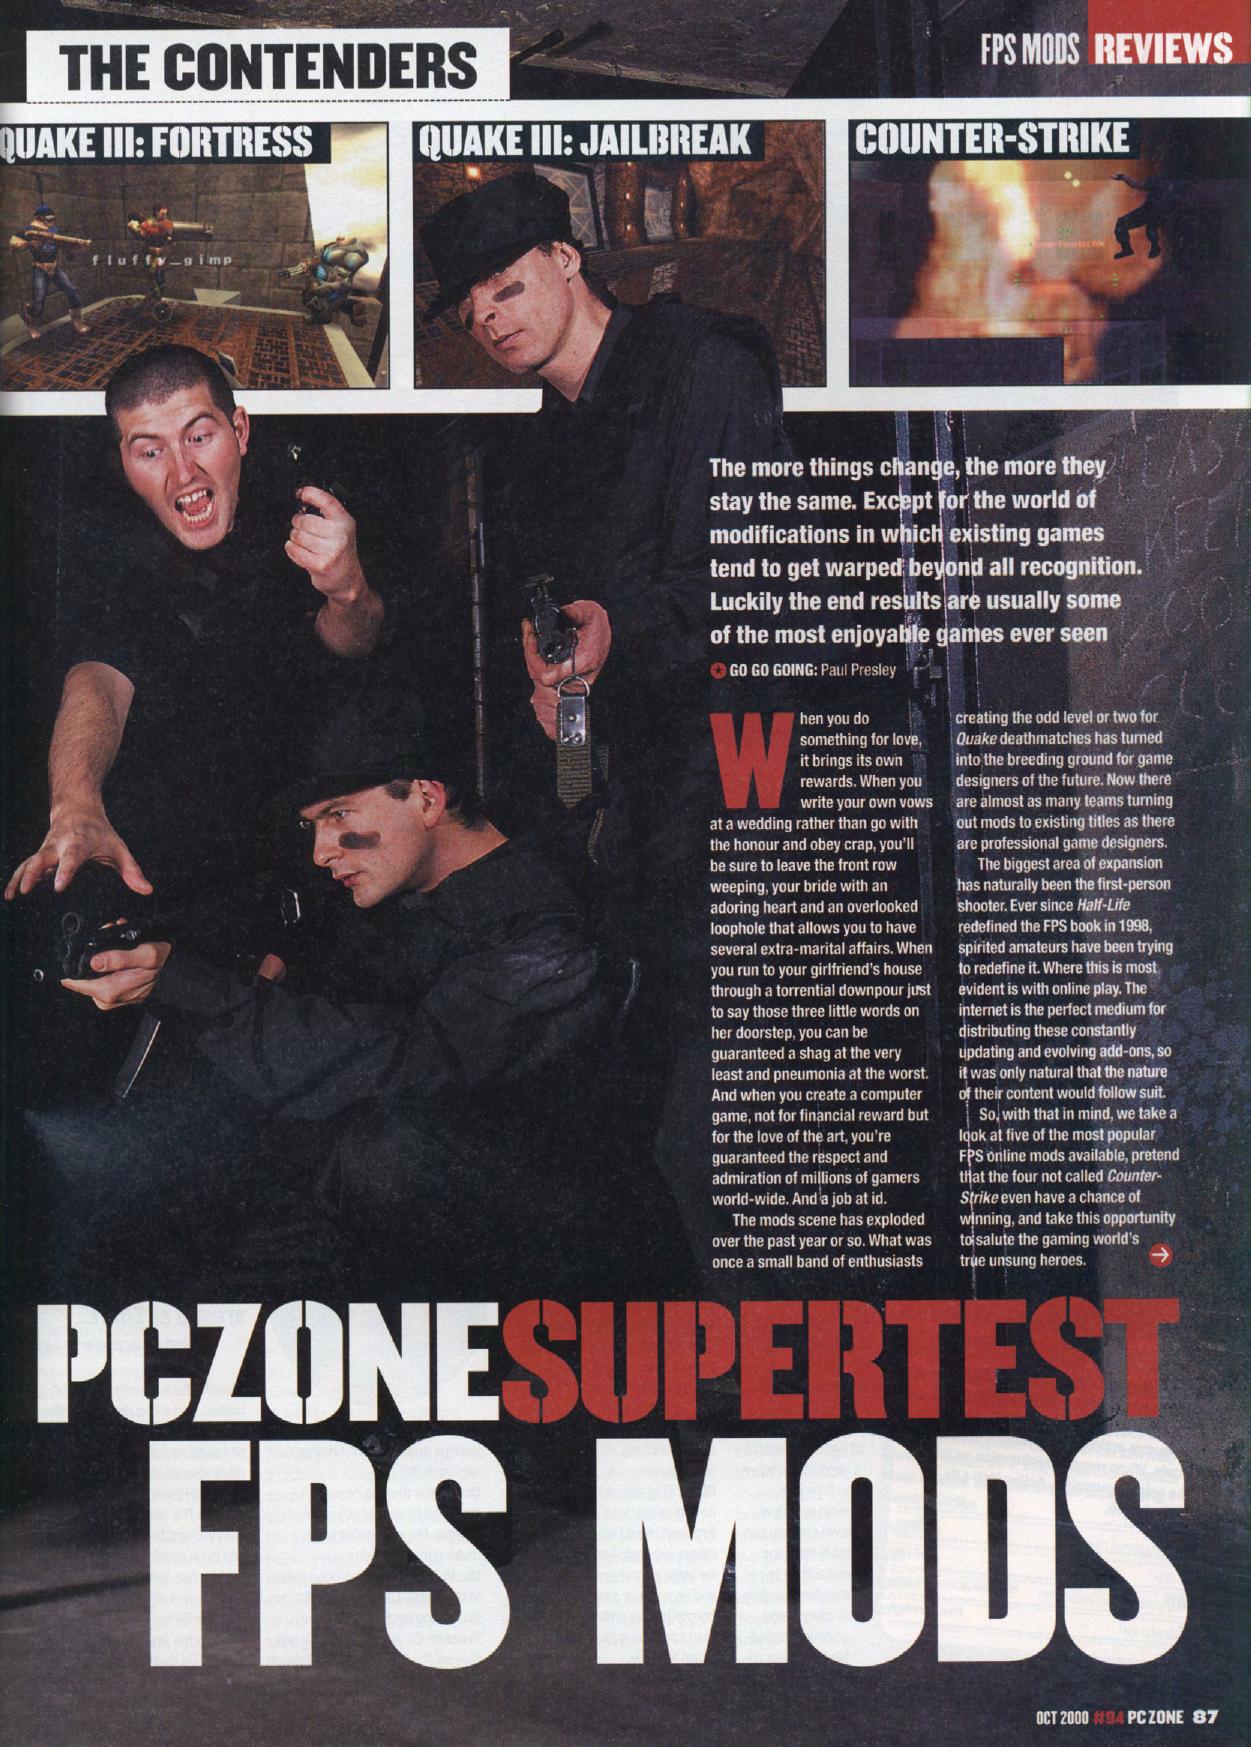 THE CONTENDERS
FPS MODS REVIEWS
QUAKE III: FORTRESS
QUAKE III: JAILBREAK
COUNTER-STRIKE
fluffy_gimp
The more things change, the more they
stay the same. Except for the world of
modifications in which existing games
tend to get warped beyond all recognition.
Luckily the end results are usually some
of the most enjoyable games ever seen
GO GO GOING: Paul Presley
When you do
something for love,
it brings its own
rewards. When you
write your own vows
at a wedding rather than go with
the honour and obey crap, you'll
be sure to leave the front row
weeping, your bride with an
adoring heart and an overlooked
loophole that allows you to have
several extra-marital affairs. When
you run to your girlfriend's house
through a torrential downpour just
to say those three little words on
her doorstep, you can be
guaranteed a shag at the very
least and pneumonia at the worst.
And when you create a computer
game, not for financial reward but
for the love of the art, you're
guaranteed the respect and
admiration of millions of gamers
world-wide. And a job at id.
The mods scene has exploded
over the past year or so. What was
once a small band of enthusiasts
creating the odd level or two for
Quake deathmatches has turned
into the breeding ground for game
designers of the future. Now there
are almost as many teams turning
out mods to existing titles as there
are professional game designers.
The biggest area of expansion
has naturally been the first-person
shooter. Ever since Half-Life
redefined the FPS book in 1998,
spirited amateurs have been trying
to redefine it. Where this is most
evident is with online play. The
internet is the perfect medium for
distributing these constantly
updating and evolving add-ons, so
it was only natural that the nature
of their content would follow suit.
So, with that in mind, we take a
look at five of the most popular
FPS online mods available, pretend
that the four not called Counter-
Strike even have a chance of
winning, and take this opportunity
to salute the gaming world's
true unsung heroes.
PCZONESUPERTEST
FPS MODS
OCT 2000 #94 PC ZONE 87